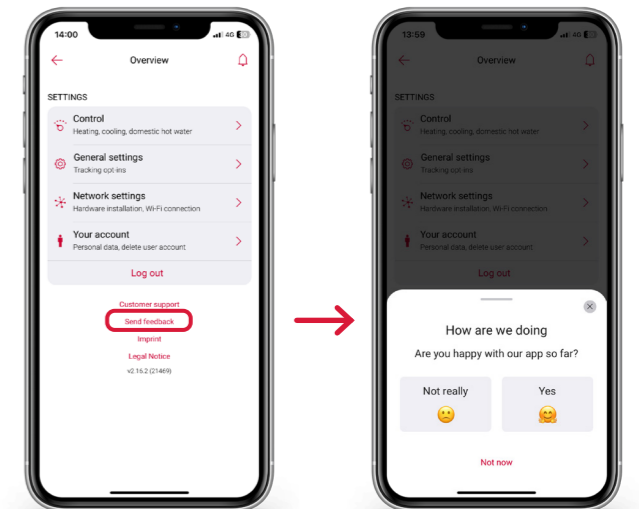 14:00
4G
Overview
SETTINGS
Control
Heating, cooling, domestic hot water
General settings
Tracking opt-ins
Network settings
Hardware installation, Wi-Fi connection
Your account
Personal data, delete user account
Log out
Customer support
Send feedback
Imprint
Legal Notice
v2.16.2 (21469)
13:59
4G
Overview
SETTINGS
Control
Heating, cooling, domestic hot water
General settings
Tracking opt-ins
Network settings
Hardware installation, Wi-Fi connection
Your account
Personal data, delete user account
Log out
How are we doing
Are you happy with our app so far?
Not really
Yes
Not now